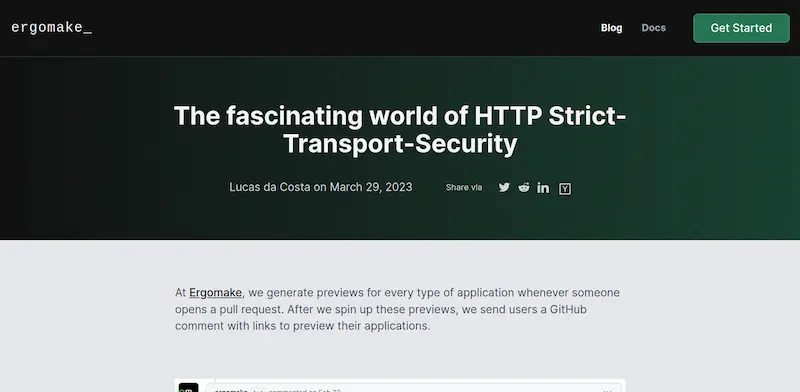 ergomake_
Blog
Docs
Get Started
The fascinating world of HTTP Strict-
Transport-Security
Lucas da Costa on March 29, 2023
Share via
Y
At Ergomake, we generate previews for every type of application whenever someone
opens a pull request. After we spin up these previews, we send users a GitHub
comment with links to preview their applications.